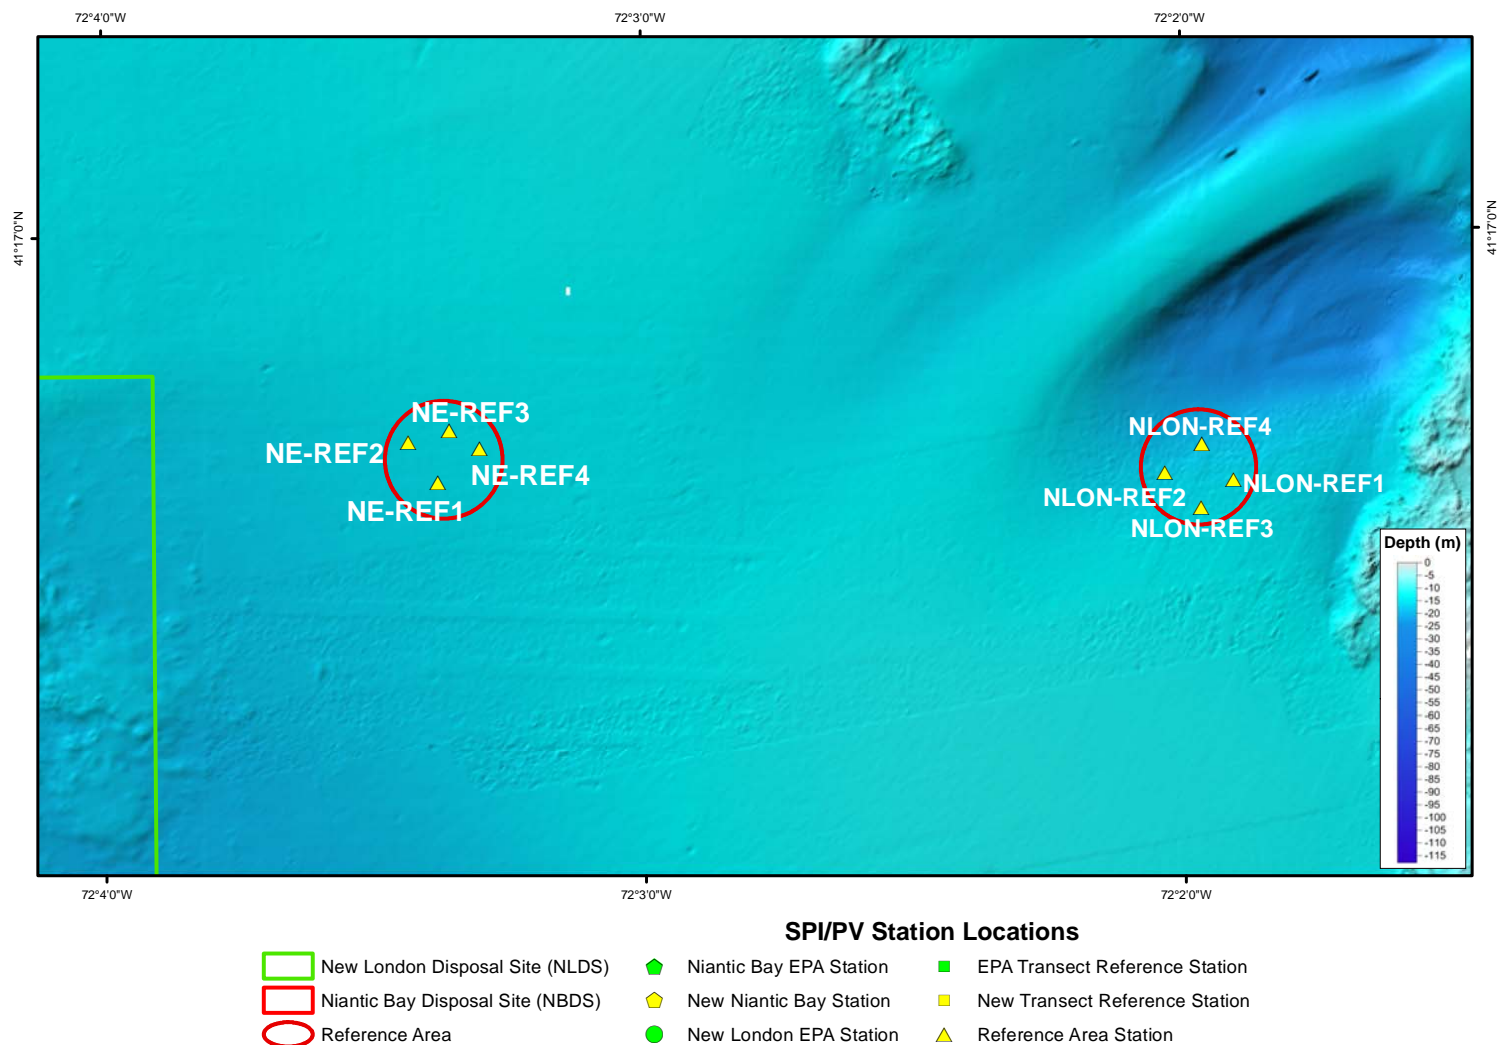 72°4'0"W 72°3'0"W 72°2'0"W
41°17'0"N 41°17'0"N
NE-REF3
NE-REF2
NE-REF4
NE-REF1
NLON-REF4
NLON-REF2 NLON-REF1
NLON-REF3
Depth (m)
0
-5
-10
-15
-20
-25
-30
-35
-40
-45
-50
-55
-60
-65
-70
-75
-80
-85
-90
-95
-100
-105
-110
-115
72°4'0"W 72°3'0"W 72°2'0"W
SPI/PV Station Locations
New London Disposal Site (NLDS) Niantic Bay EPA Station EPA Transect Reference Station
Niantic Bay Disposal Site (NBDS) New Niantic Bay Station New Transect Reference Station
Reference Area New London EPA Station Reference Area Station